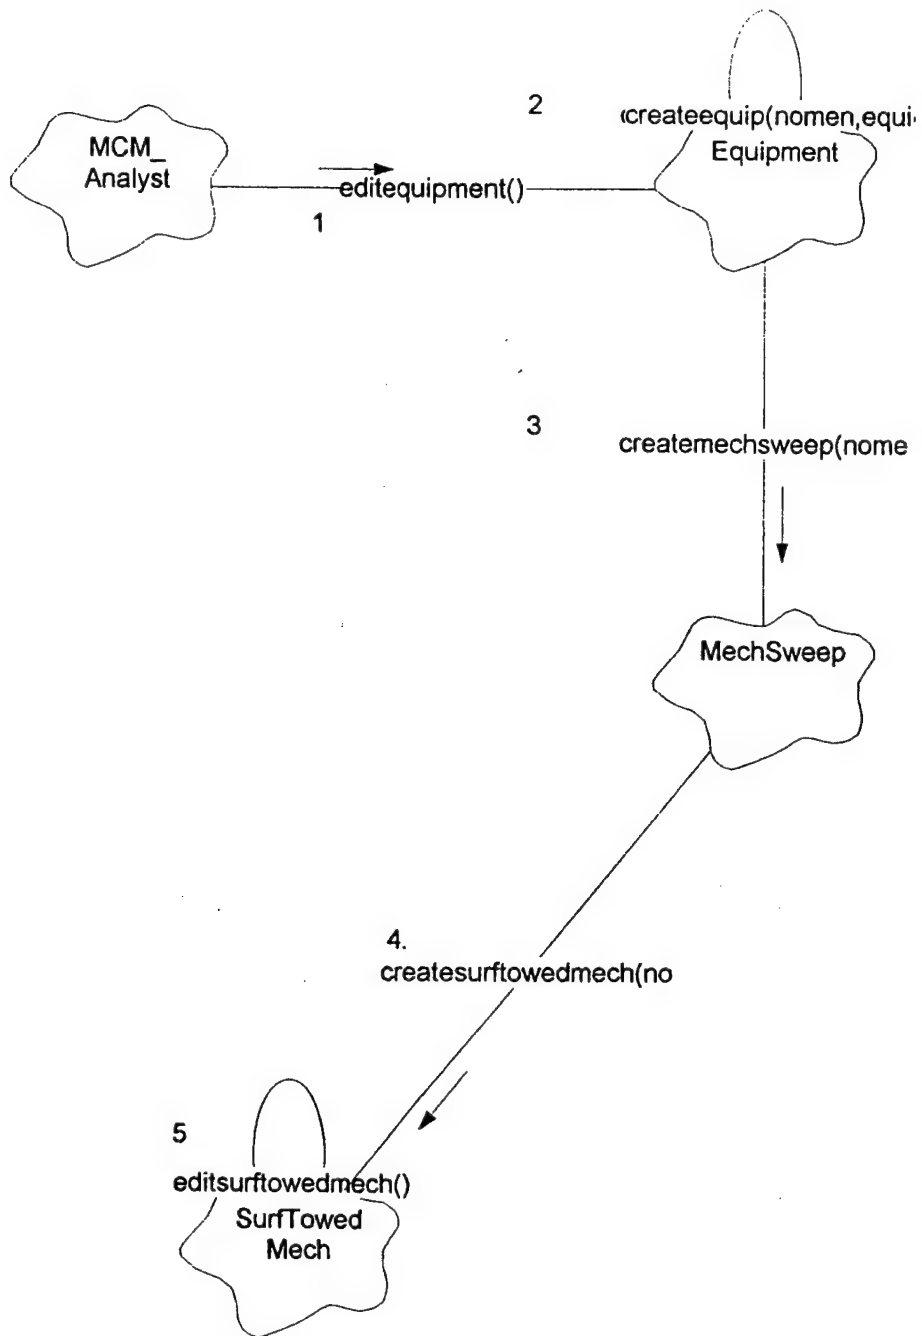 2
createequip(nomen,equi
MCM_
Analyst
Equipment
editequipment()
1
3
createmechsweep(nome
MechSweep
4.
createsurftowedmech(no
5
editsurftowedmech()
SurfTowed
Mech